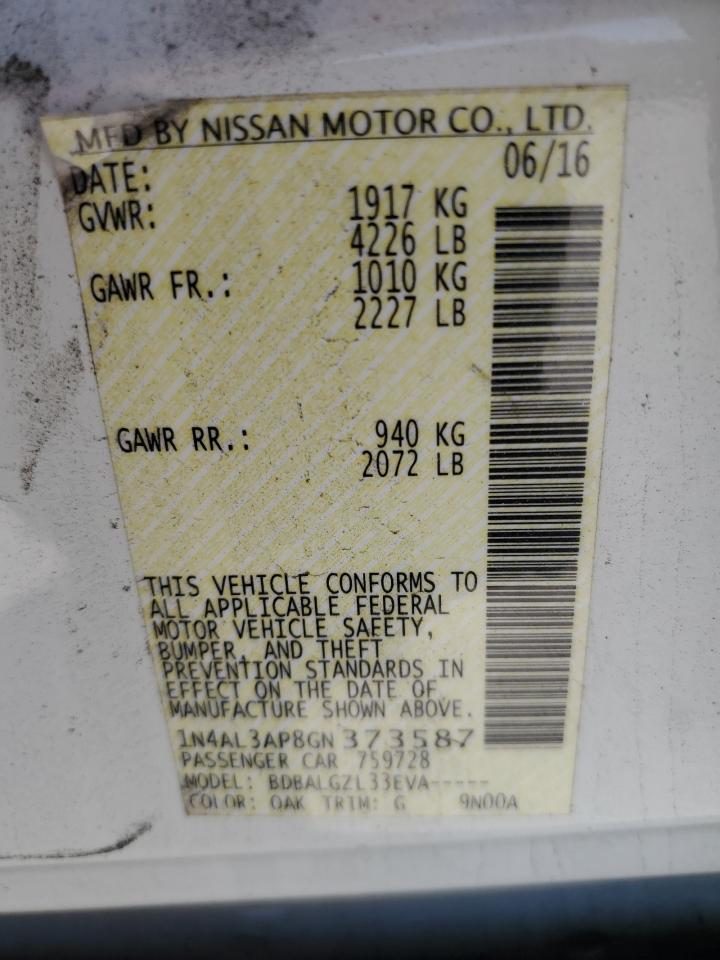 MFD BY NISSAN MOTOR CO., LTD.
DATE: 06/16
GVWR: 1917 KG
4226 LB
GAWR FR.: 1010 KG
2227 LB
GAWR RR.: 940 KG
2072 LB
THIS VEHICLE CONFORMS TO
ALL APPLICABLE FEDERAL
MOTOR VEHICLE SAFETY,
BUMPER, AND THEFT
PREVENTION STANDARDS IN
EFFECT ON THE DATE OF
MANUFACTURE SHOWN ABOVE.
1N4AL3AP8GN373587
PASSENGER CAR 759728
MODEL: BDBALGZL33EVA-----
COLOR: QAK TRIM: G 9N00A